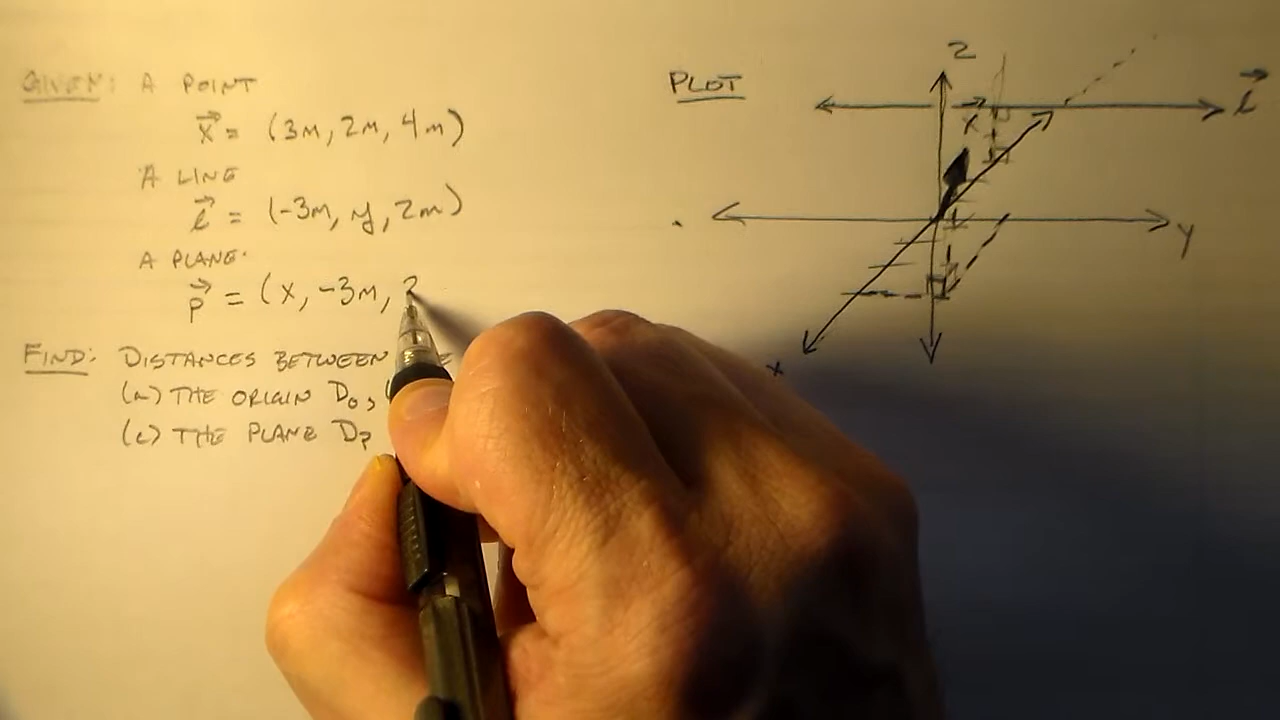 GIVEN: A POINT
x = (3m, 2m, 4m)
A LINE
l = (-3m, y, 2m)
A PLANE
p = (x, -3m,
FIND: DISTANCES BETWEEN
(a) THE ORIGIN D₀,
(c) THE PLANE Dp
PLOT
z
l
x
y
x